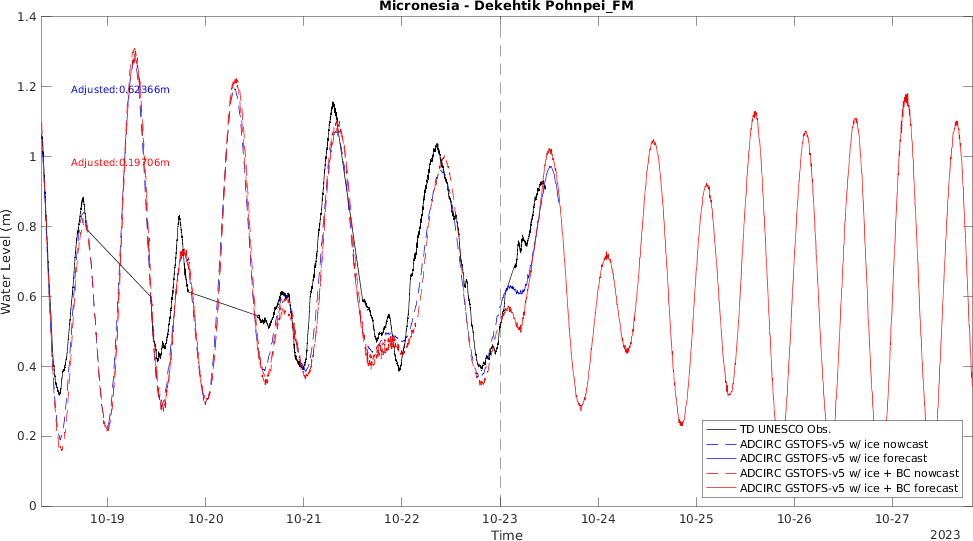 Micronesia - Dekehtik Pohnpei_FM
1.4
1.2
1
0.8
0.6
0.4
0.2
0
Water Level (m)
Adjusted:0.62366m
Adjusted:0.19706m
TD UNESCO Obs.
ADCIRC GSTOFS-v5 w/ ice nowcast
ADCIRC GSTOFS-v5 w/ ice forecast
ADCIRC GSTOFS-v5 w/ ice + BC nowcast
ADCIRC GSTOFS-v5 w/ ice + BC forecast
10-19 10-20 10-21 10-22 10-23 10-24 10-25 10-26 10-27
Time
2023